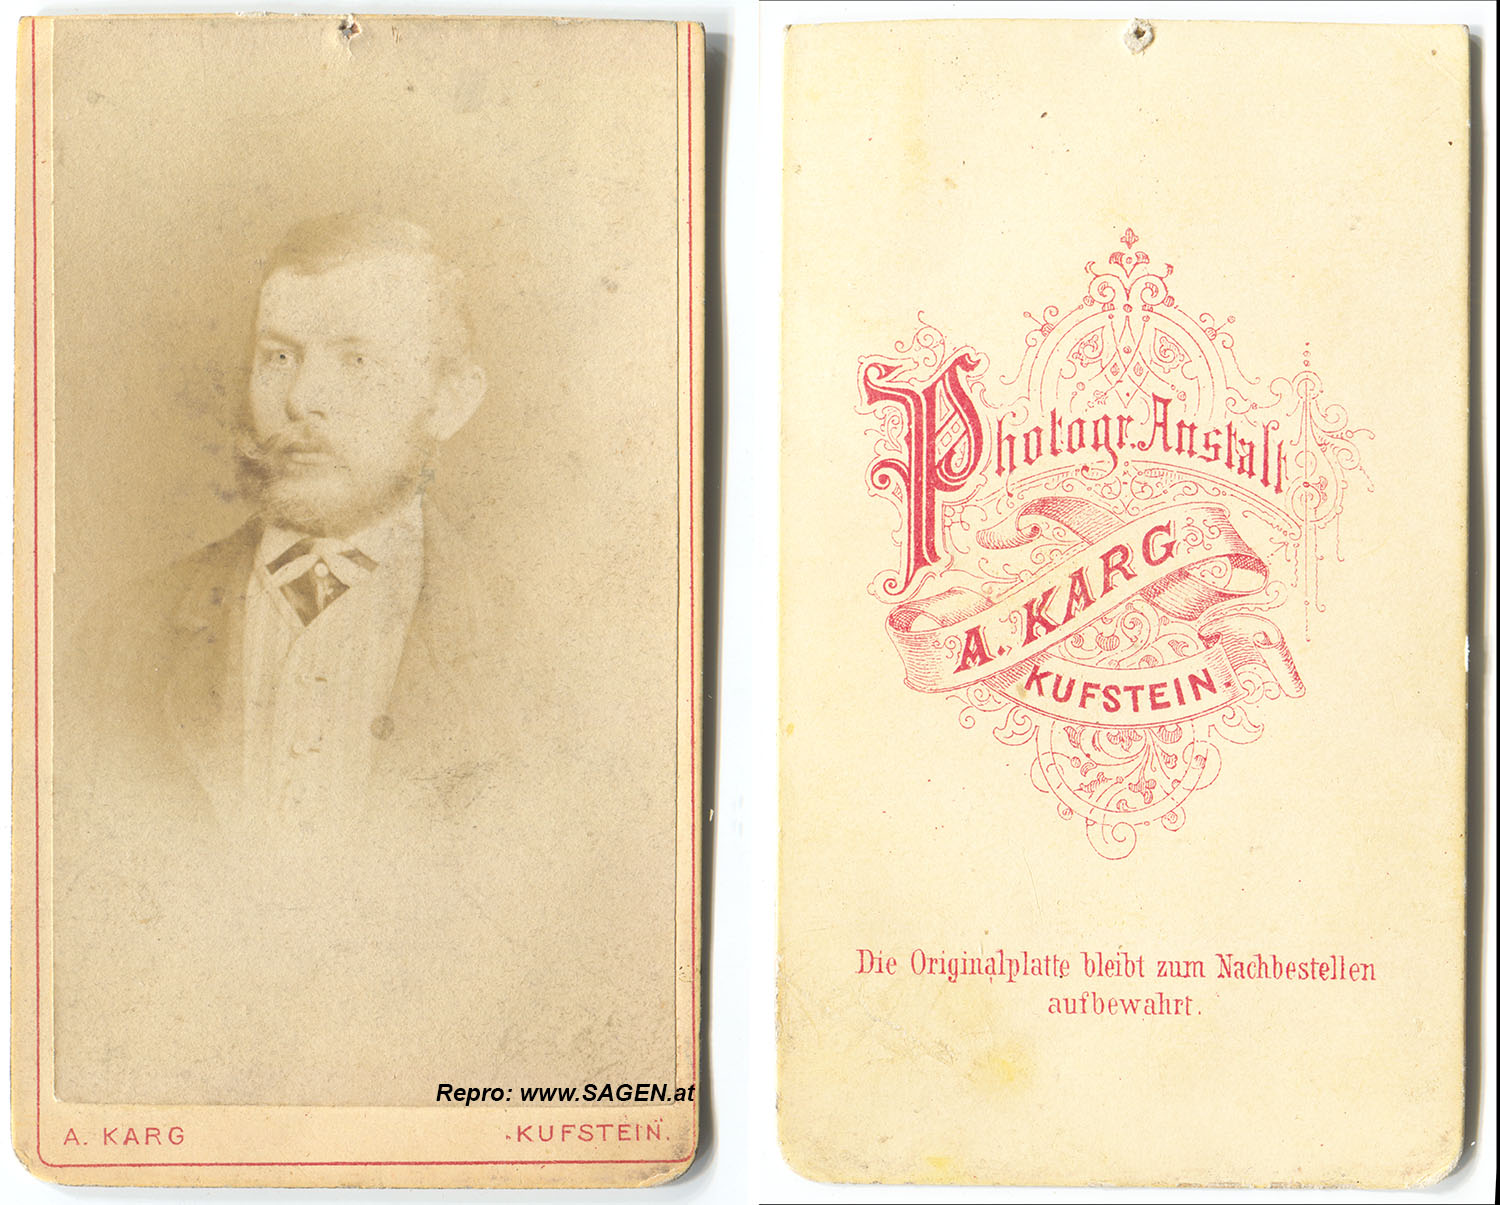 Repro: www.SAGEN.at
A. KARG KUFSTEIN.
Photogr. Anstalt
A. KARG
KUFSTEIN.
Die Originalplatte bleibt zum Nachbestellen
aufbewahrt.